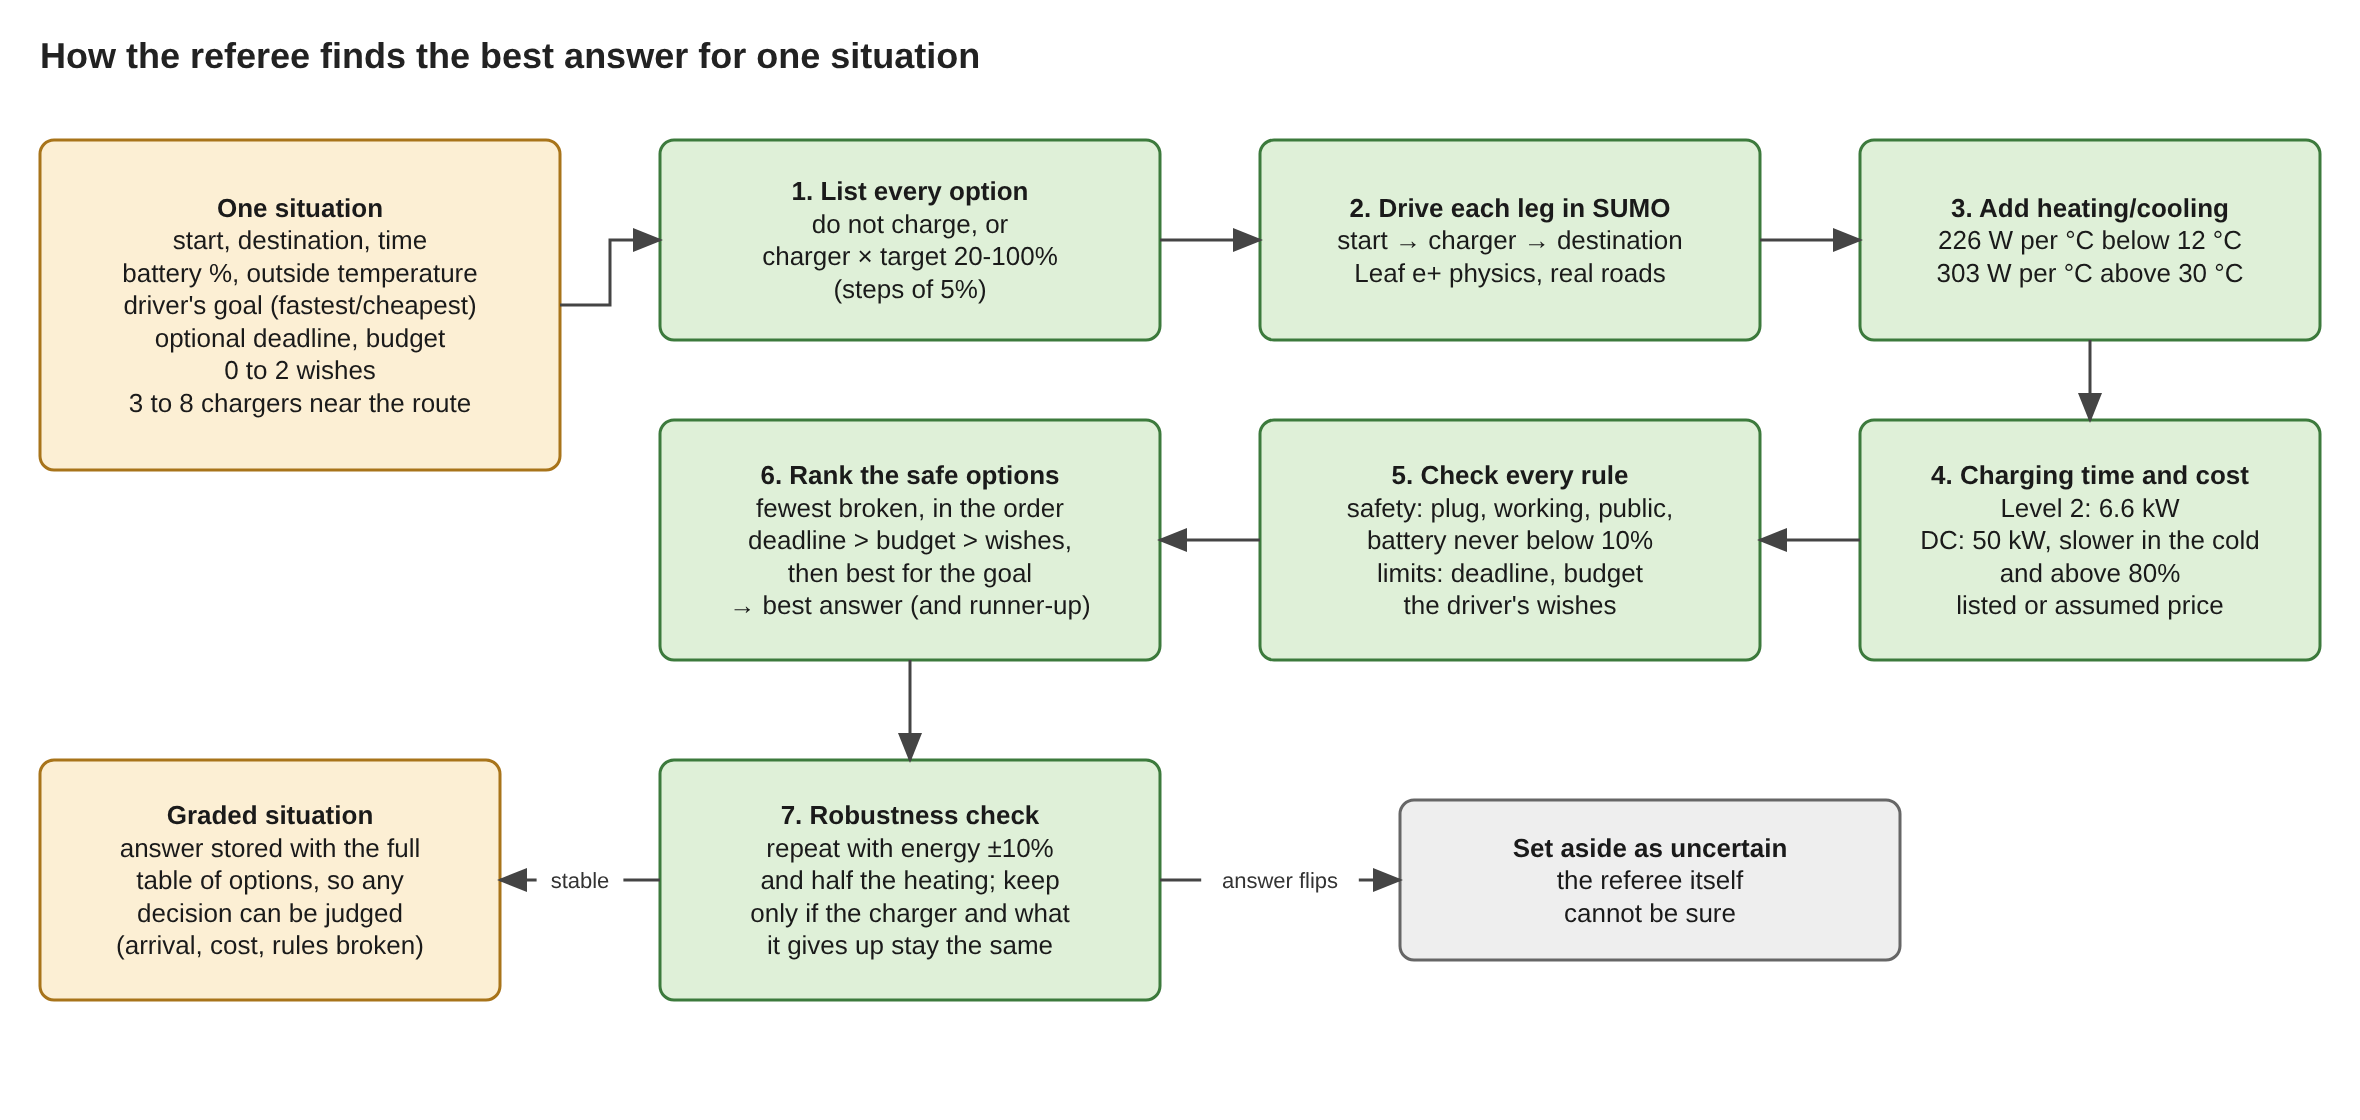 How the referee finds the best answer for one situation
One situation
start, destination, time
battery %, outside temperature
driver's goal (fastest/cheapest)
optional deadline, budget
0 to 2 wishes
3 to 8 chargers near the route
1. List every option
do not charge, or
charger × target 20-100%
(steps of 5%)
2. Drive each leg in SUMO
start → charger → destination
Leaf e+ physics, real roads
3. Add heating/cooling
226 W per °C below 12 °C
303 W per °C above 30 °C
4. Charging time and cost
Level 2: 6.6 kW
DC: 50 kW, slower in the cold
and above 80%
listed or assumed price
5. Check every rule
safety: plug, working, public,
battery never below 10%
limits: deadline, budget
the driver's wishes
6. Rank the safe options
fewest broken, in the order
deadline > budget > wishes,
then best for the goal
→ best answer (and runner-up)
7. Robustness check
repeat with energy ±10%
and half the heating; keep
only if the charger and what
it gives up stay the same
stable
Graded situation
answer stored with the full
table of options, so any
decision can be judged
(arrival, cost, rules broken)
answer flips
Set aside as uncertain
the referee itself
cannot be sure